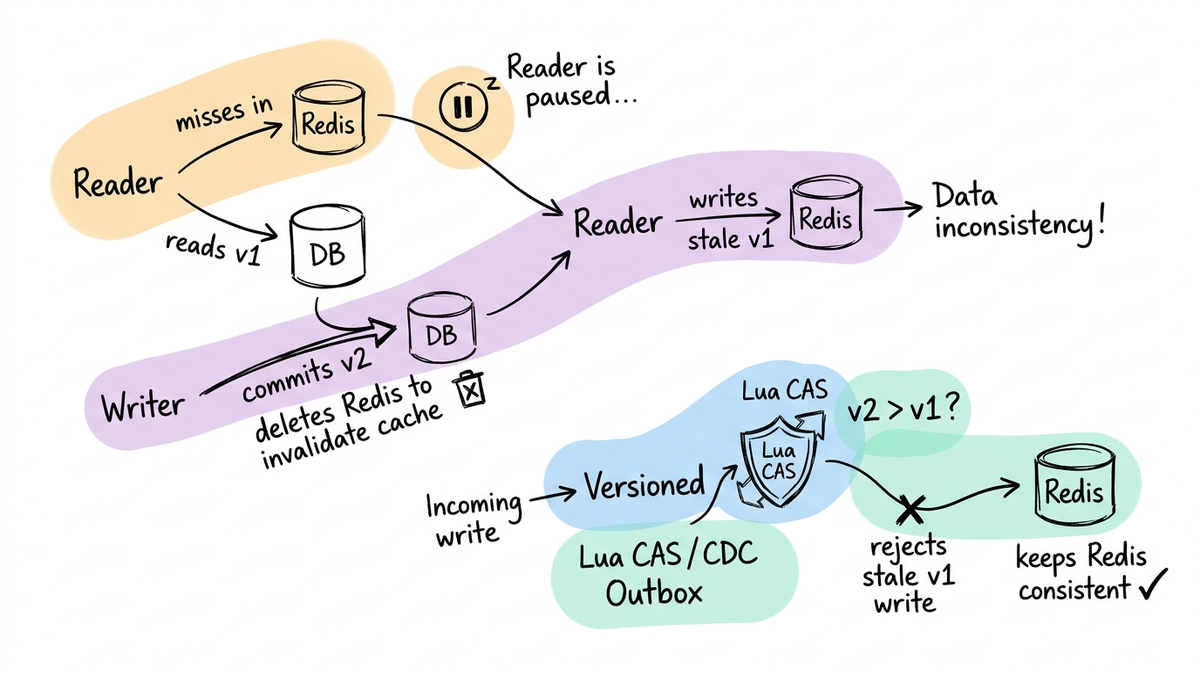 misses in
Redis
Reader is
paused...
z
Reader
reads v1
DB
Reader
writes
stale v1
Redis
Data
inconsistency!
Writer
commits v2
DB
deletes Redis to
invalidate cache
Lua CAS
v2 > v1?
Incoming
write
Versioned
Lua
CAS
Redis
Lua CAS/CDC
Outbox
rejects
stale v1
write
keeps Redis
consistent ✓